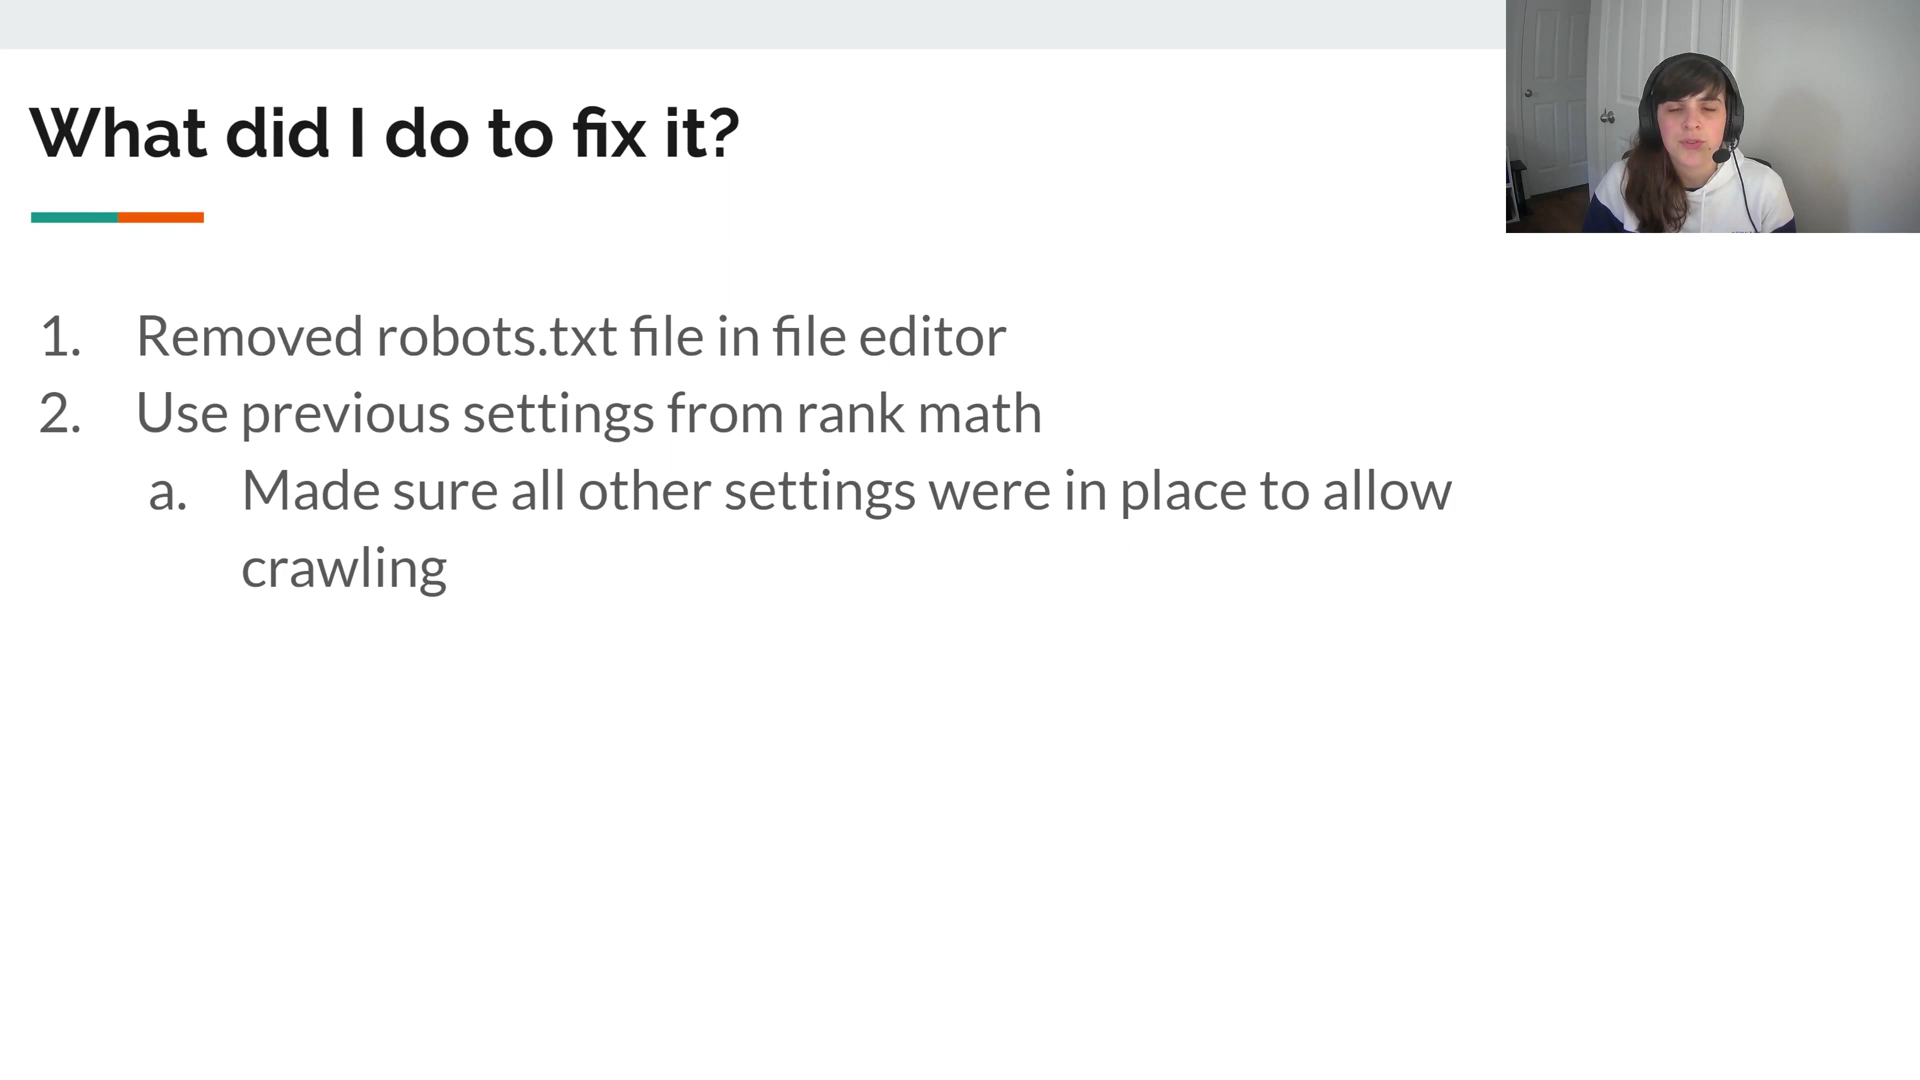 What did I do to fix it?
1. Removed robots.txt file in file editor
2. Use previous settings from rank math
a. Made sure all other settings were in place to allow
crawling